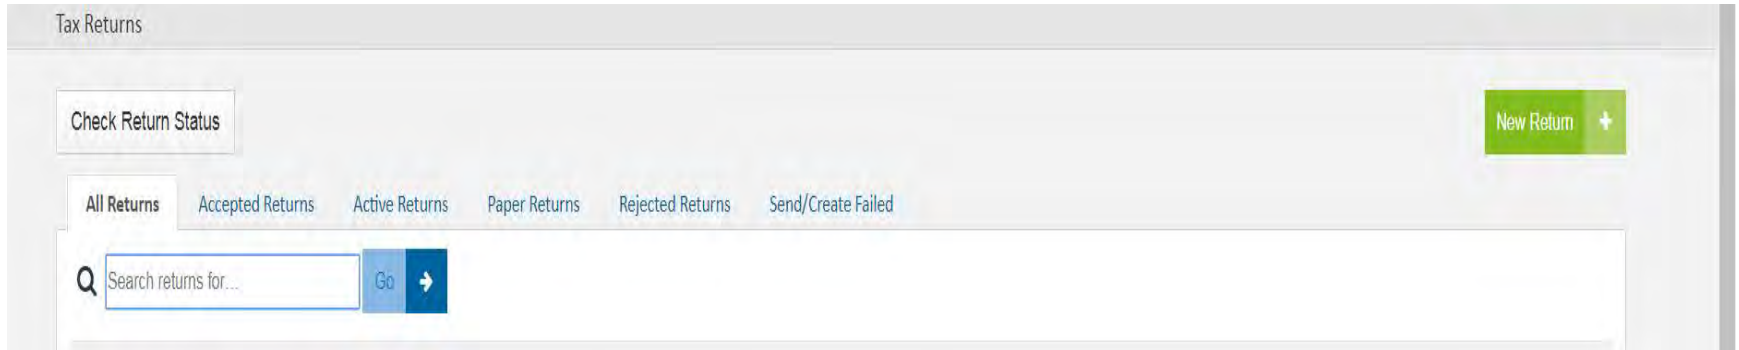 Tax Returns
Check Return Status
New Return +
All Returns Accepted Returns Active Returns Paper Returns Rejected Returns Send/Create Failed
Search returns for... Go